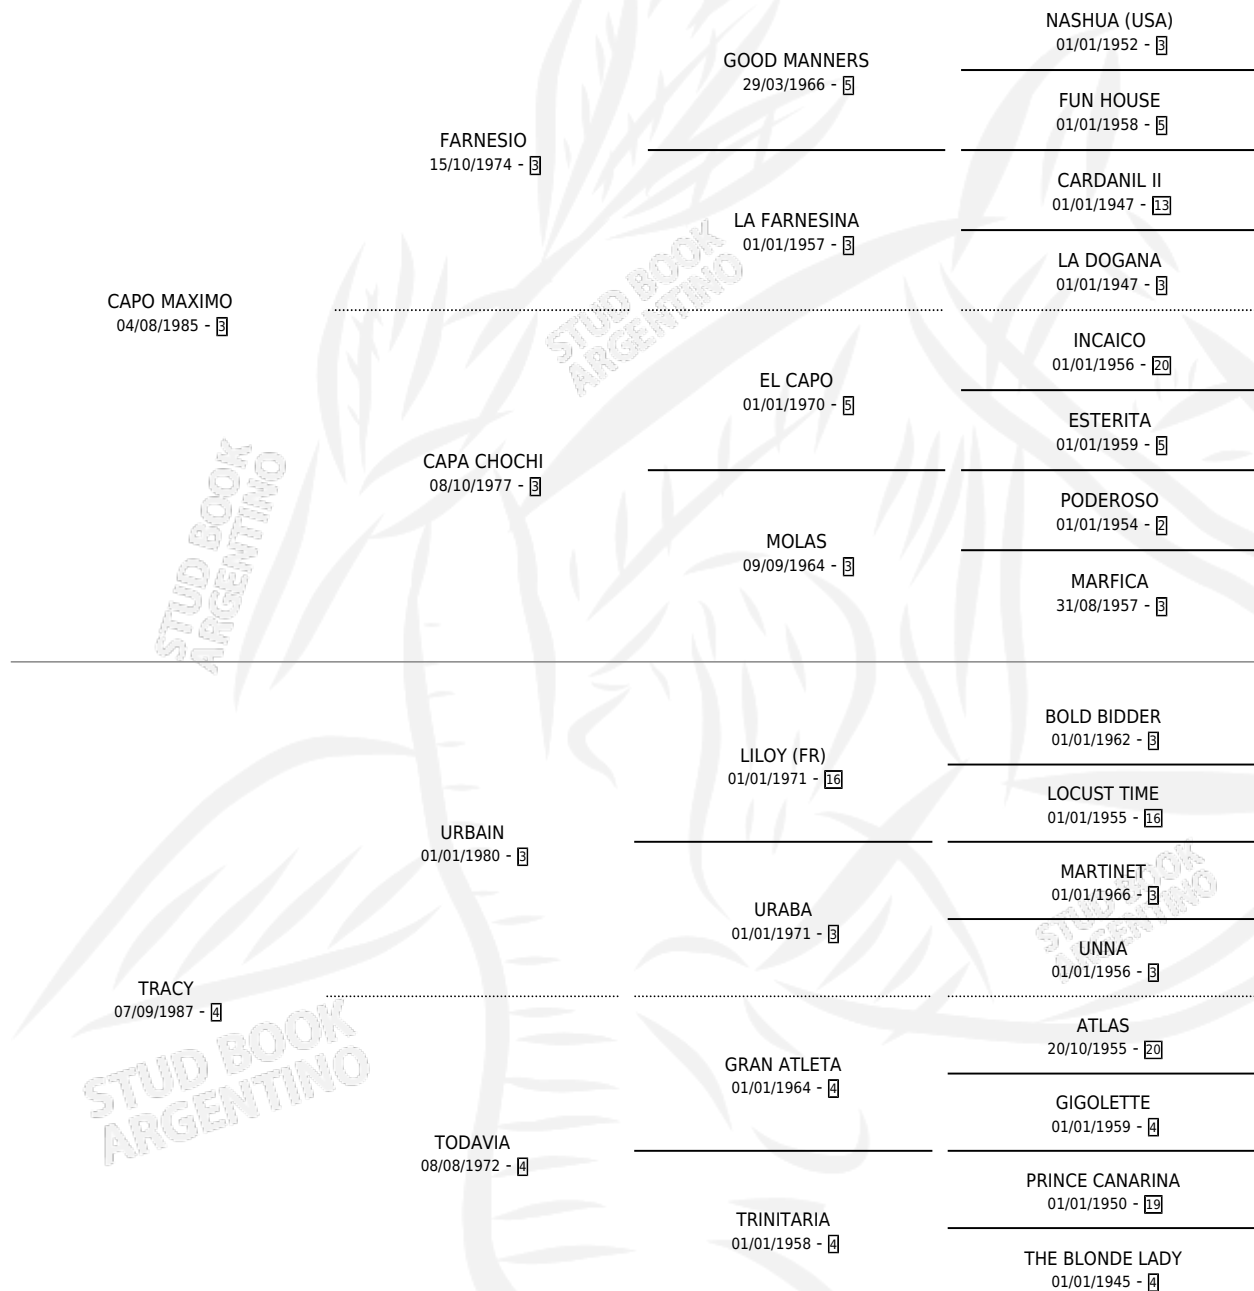 NASHUA (USA)
01/01/1952 - 3
GOOD MANNERS
29/03/1966 - 5
FUN HOUSE
01/01/1958 - 5
FARNESIO
15/10/1974 - 3
CARDANIL II
01/01/1947 - 13
LA FARNESINA
01/01/1957 - 3
LA DOGANA
01/01/1947 - 3
CAPO MAXIMO
04/08/1985 - 3
INCAICO
01/01/1956 - 20
EL CAPO
01/01/1970 - 5
ESTERITA
01/01/1959 - 5
CAPA CHOCHI
08/10/1977 - 3
PODEROSO
01/01/1954 - 2
MOLAS
09/09/1964 - 3
MARFICA
31/08/1957 - 3
BOLD BIDDER
01/01/1962 - 3
LILOY (FR)
01/01/1971 - 16
LOCUST TIME
01/01/1955 - 16
URBAIN
01/01/1980 - 3
MARTINET
01/01/1966 - 3
URABA
01/01/1971 - 3
UNNA
01/01/1956 - 3
TRACY
07/09/1987 - 4
ATLAS
20/10/1955 - 20
GRAN ATLETA
01/01/1964 - 4
GIGOLETTE
01/01/1959 - 4
TODAVIA
08/08/1972 - 4
PRINCE CANARINA
01/01/1950 - 19
TRINITARIA
01/01/1958 - 4
THE BLONDE LADY
01/01/1945 - 4
STUD BOOK
ARGENTINO
STUD BOOK
ARGENTINO
STUD BOOK
ARGENTINO
STUD BOOK
ARGENTINO